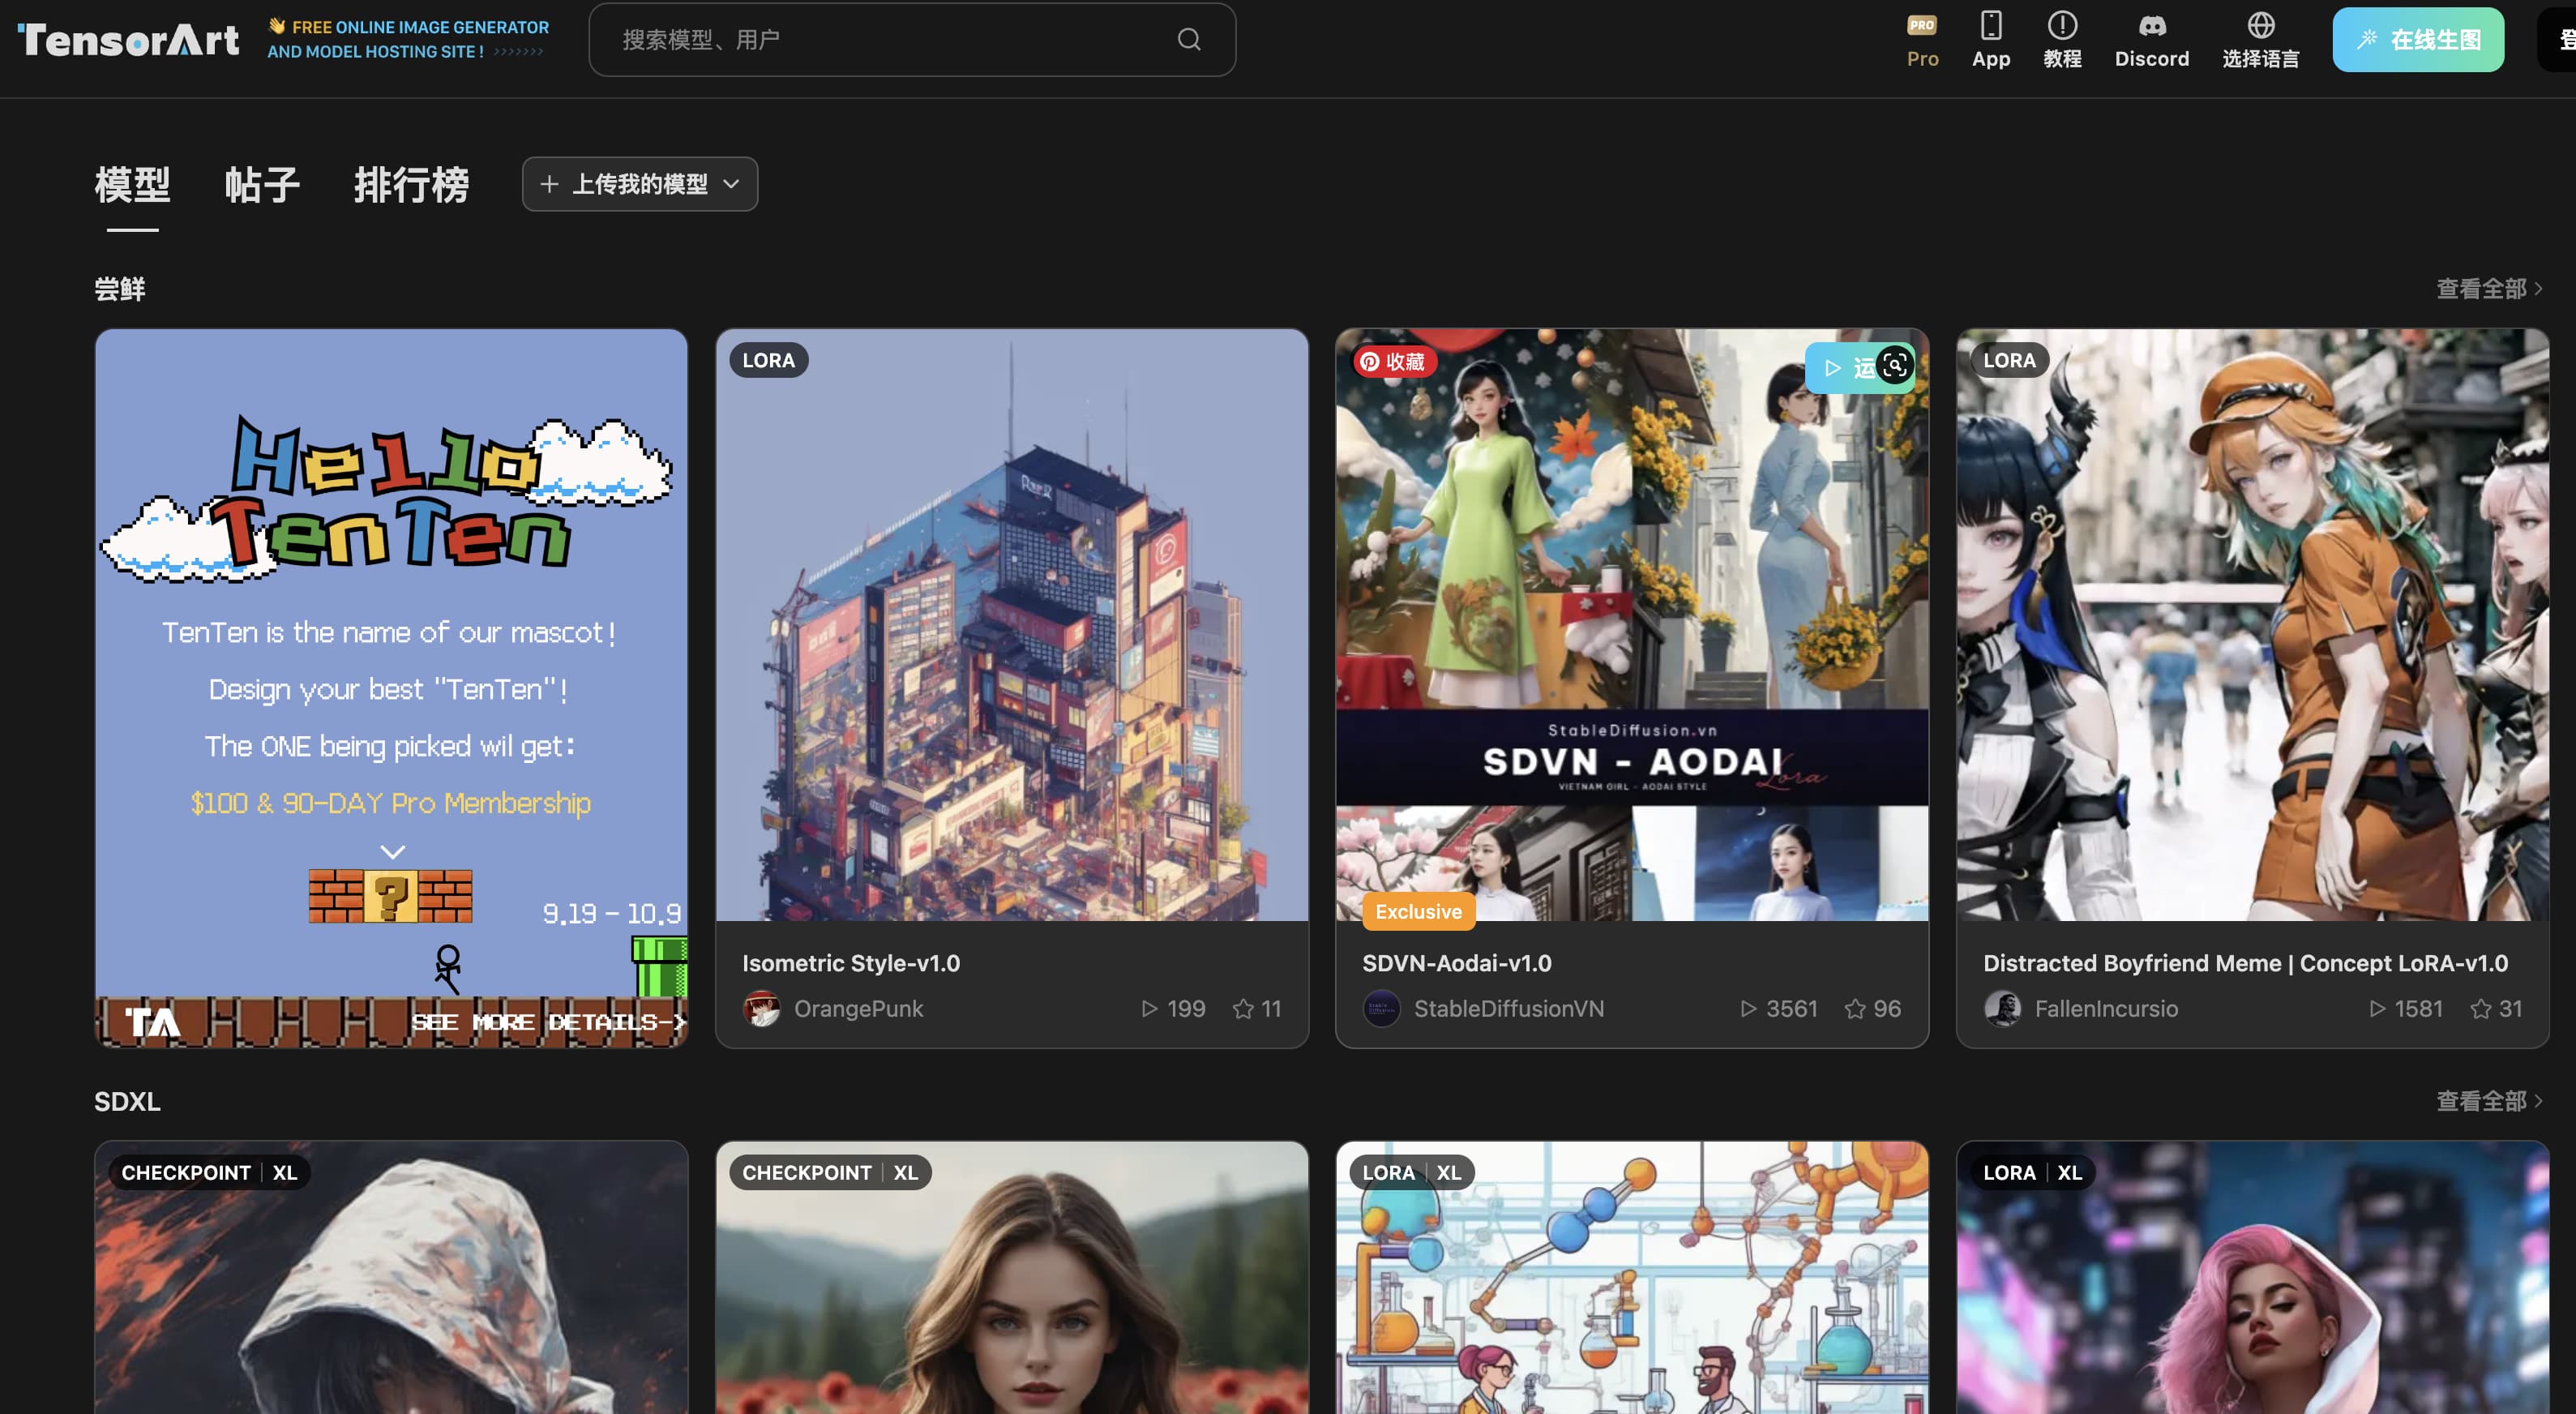 TensorArt
👋 FREE ONLINE IMAGE GENERATOR
AND MODEL HOSTING SITE ! ›››››››
搜索模型、用户
PRO
Pro
App
教程
Discord
选择语言
在线生图
模型
帖子
排行榜
+ 上传我的模型
尝鲜
查看全部 >
Hello
TenTen
TenTen is the name of our mascot!
Design your best "TenTen"!
The ONE being picked wil get:
$100 & 90-DAY Pro Membership
?
9.19 - 10.9
TA
SEE MORE DETAILS->
LORA
Isometric Style-v1.0
OrangePunk
199
11
收藏
运
StableDiffusion.vn
SDVN - AODAI
Lora
VIETNAM GIRL - AODAI STYLE
Exclusive
SDVN-Aodai-v1.0
StableDiffusionVN
3561
96
LORA
Distracted Boyfriend Meme | Concept LoRA-v1.0
FallenIncursio
1581
31
SDXL
查看全部 >
CHECKPOINT | XL
CHECKPOINT | XL
LORA | XL
LORA | XL